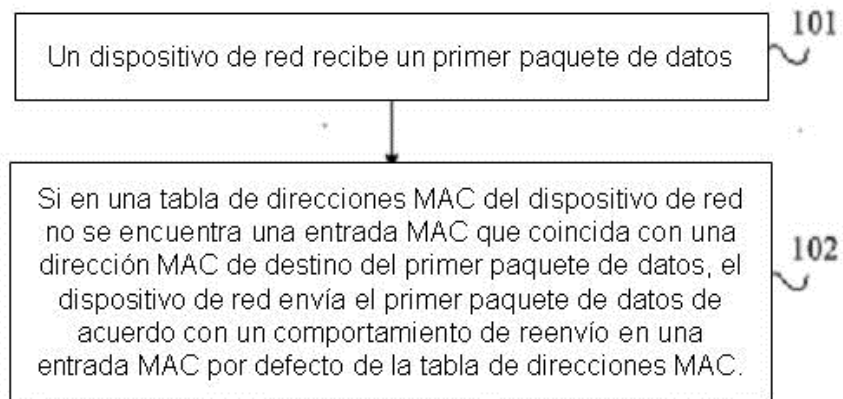 101
Un dispositivo de red recibe un primer paquete de datos
Si en una tabla de direcciones MAC del dispositivo de red
no se encuentra una entrada MAC que coincida con una
dirección MAC de destino del primer paquete de datos, el
dispositivo de red envía el primer paquete de datos de
acuerdo con un comportamiento de reenvío en una
entrada MAC por defecto de la tabla de direcciones MAC.
102